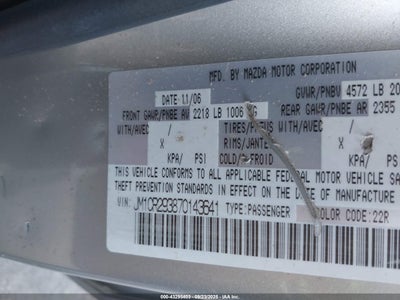 MFD. BY MAZDA MOTOR CORPORATION
DATE: 11/06 GVWR/PNBV 4572 LB 20
FRONT GAWR/PNBE AV 2218 LB 1006 KG REAR GAWR/PNBE AR 2355
WITH/AVEC / TIRES/PNEUS WITH/AVEC /
X RIMS/JANTE X
KPA/ PSI COLD/FROID KPA/ PSI
THIS VEHICLE CONFORMS TO ALL APPLICABLE FEDERAL MOTOR VEHICLE SA
THEFT PREVENTION STANDARDS IN EFFECT ON THE DATE OF MANUFACTURE
VIN: JM1CR293870143641 TYPE:PASSENGER COLOR CODE:22R